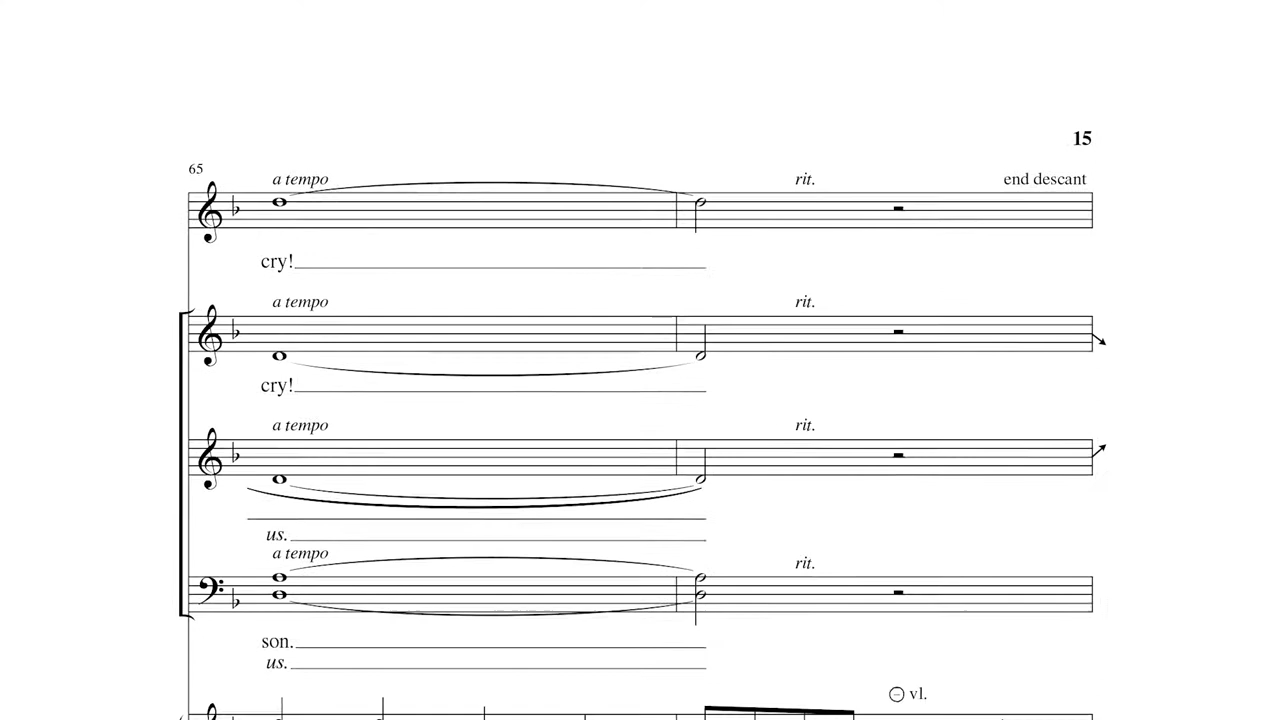 15
65
a tempo rit. end descant
cry!
a tempo rit.
cry!
a tempo rit.
us.
a tempo rit.
son.
us.
vl.